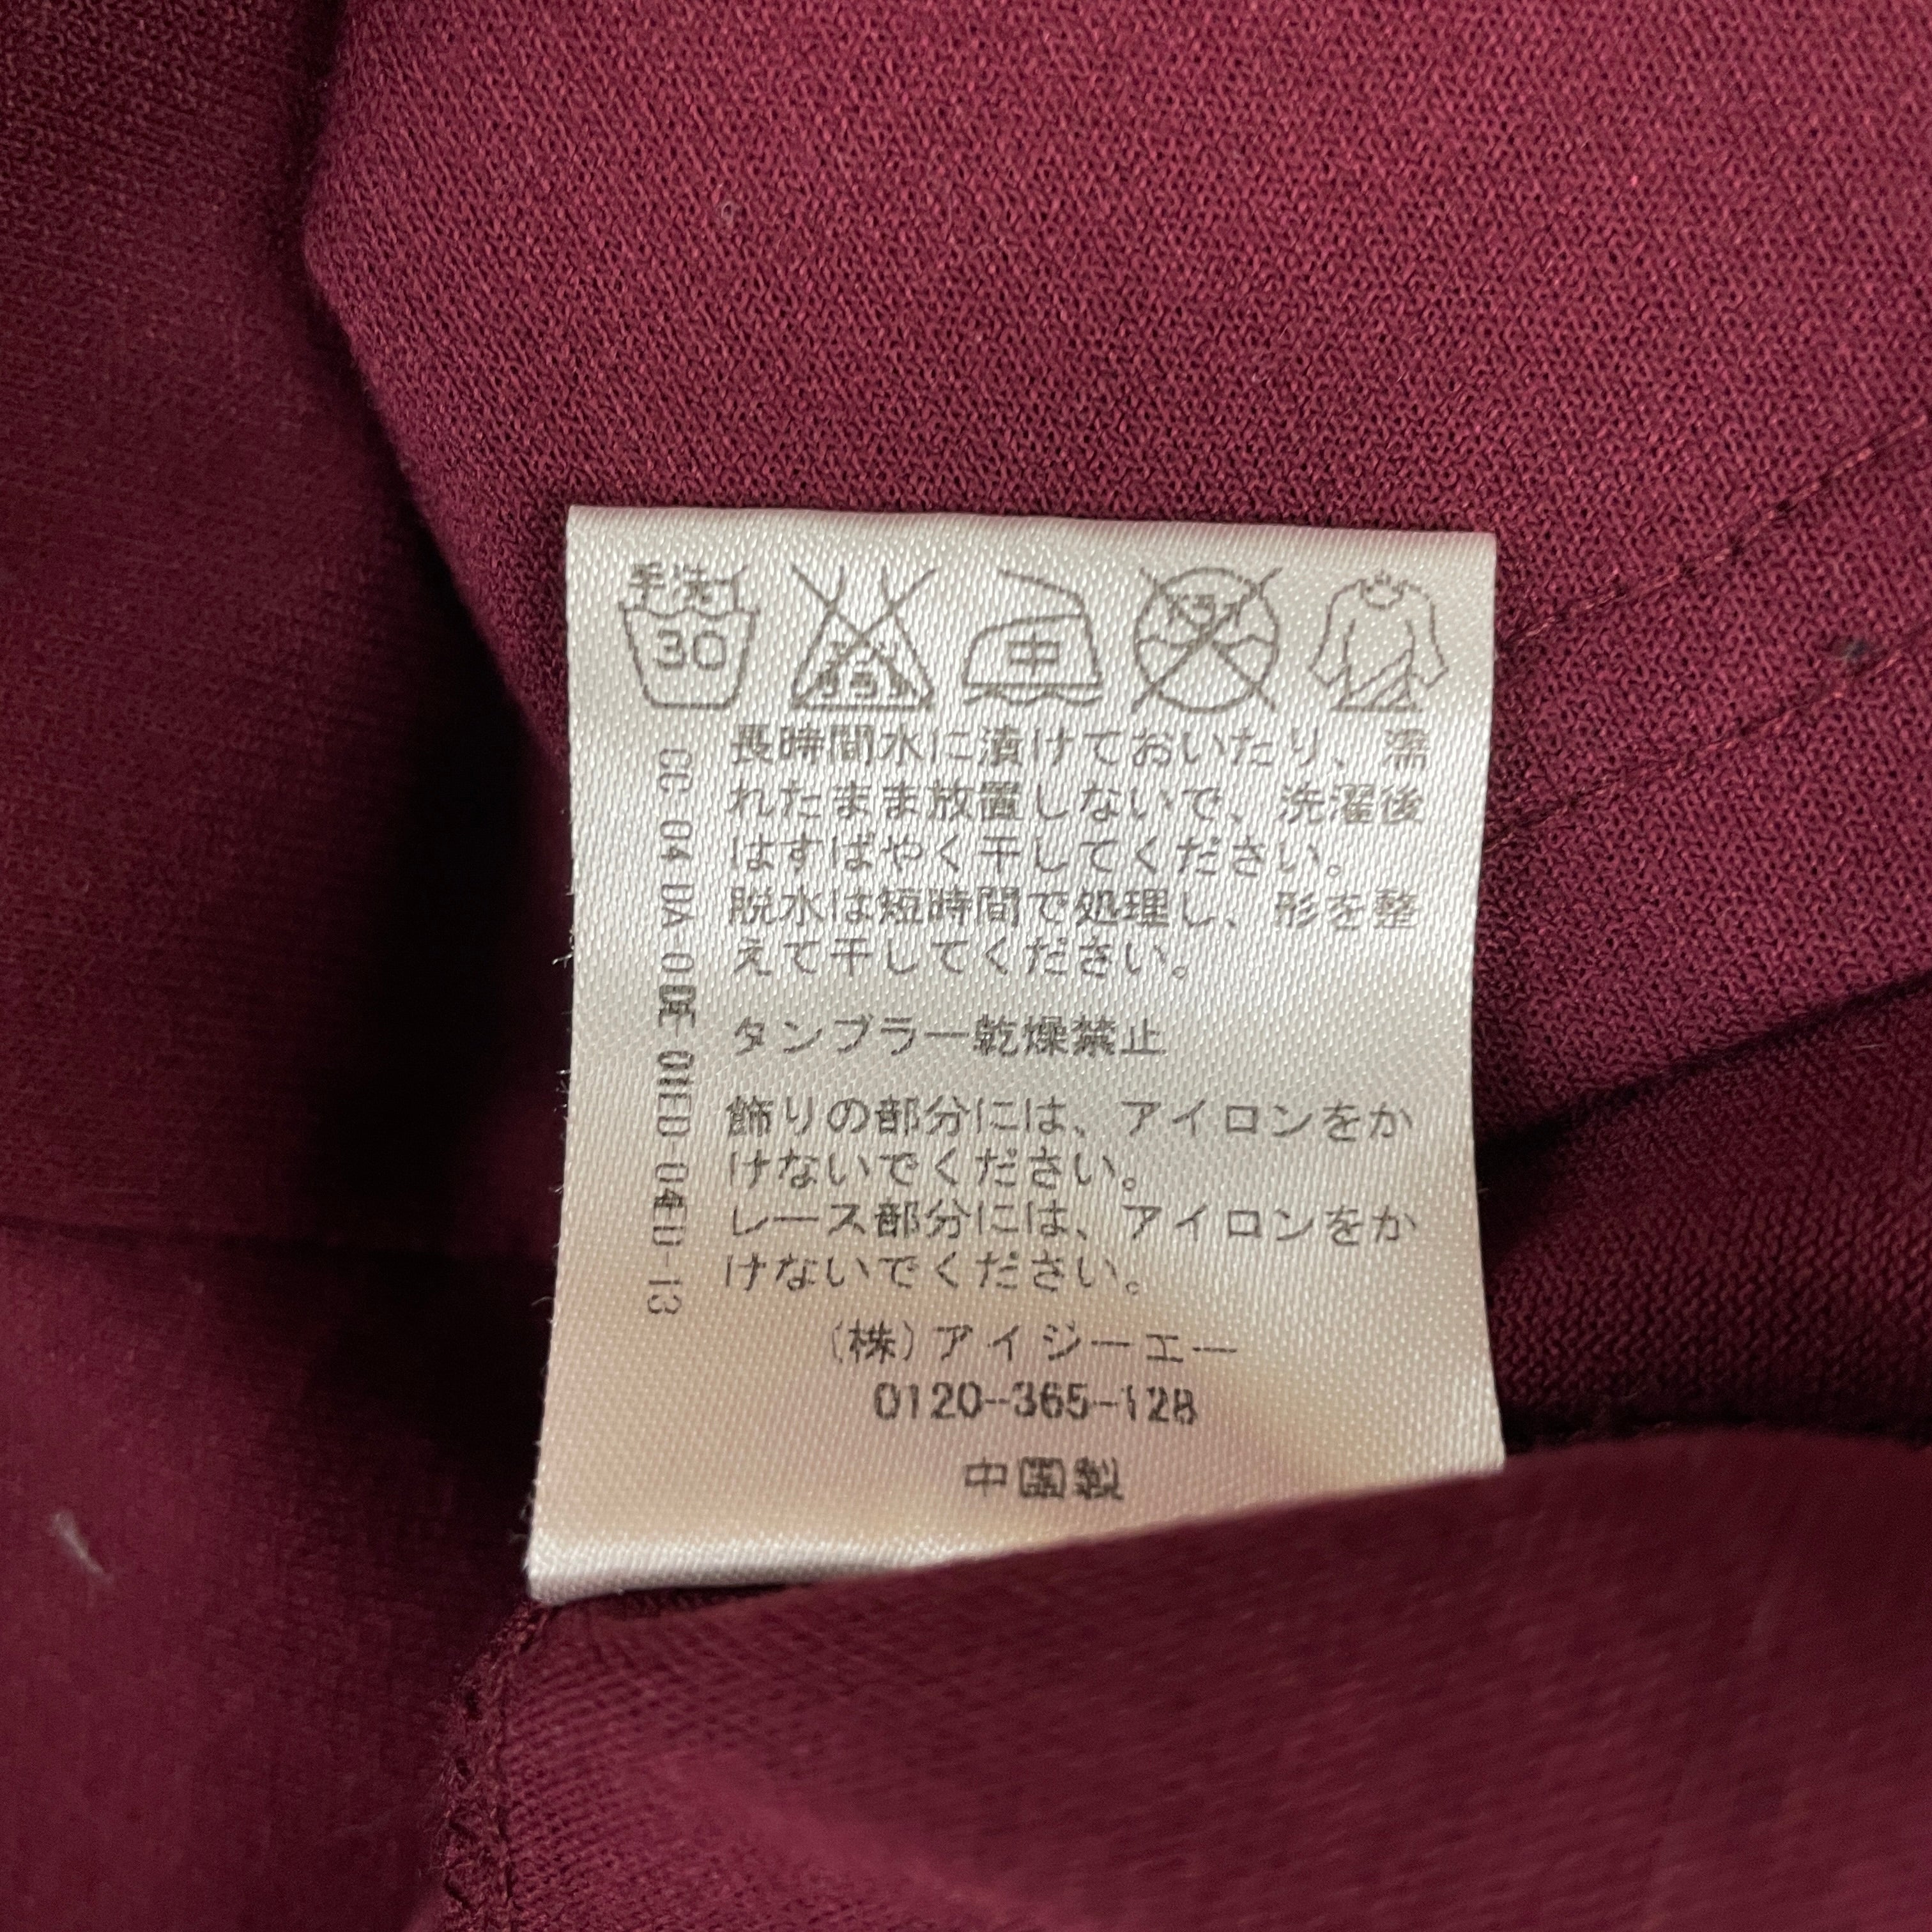 手洗イ
30
中
長時間水に漬けておいたり、濡
れたまま放置しないで、洗濯後
はすばやく干してください。
脱水は短時間で処理し、形を整
えて干してください。
タンブラー乾燥禁止
飾りの部分には、アイロンをか
けないでください。
レース部分には、アイロンをか
けないでください。
(株)アイジーエー
0120-365-128
中国製
CC-04 DA-0